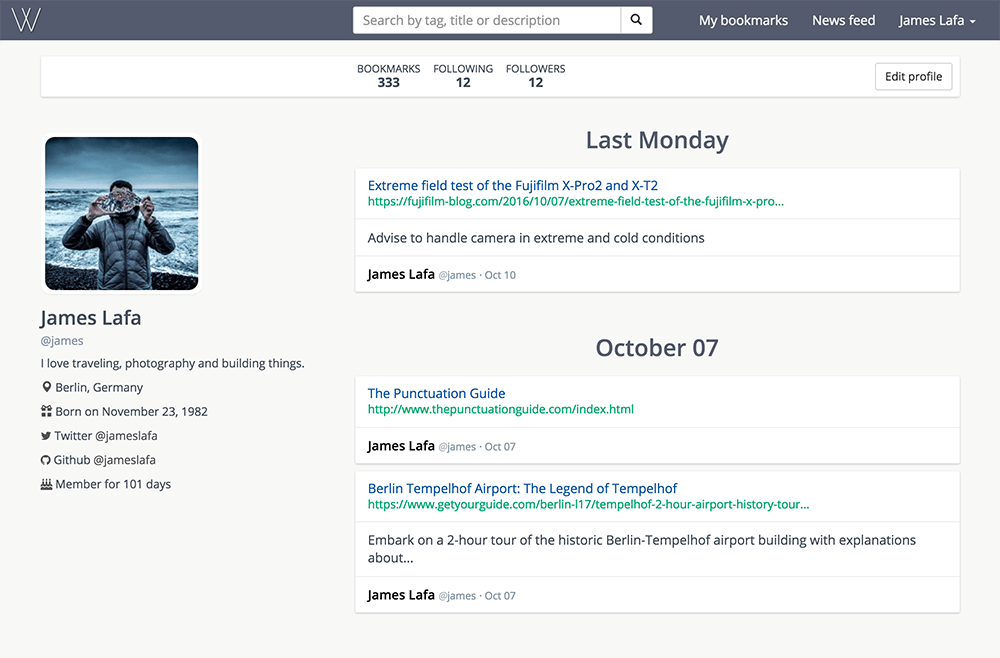 W
Search by tag, title or description
My bookmarks
News feed
James Lafa
BOOKMARKS
333
FOLLOWING
12
FOLLOWERS
12
Edit profile
James Lafa
@james
I love traveling, photography and building things.
Berlin, Germany
Born on November 23, 1982
Twitter @jameslafa
Github @jameslafa
Member for 101 days
Last Monday
Extreme field test of the Fujifilm X-Pro2 and X-T2
https://fujifilm-blog.com/2016/10/07/extreme-field-test-of-the-fujifilm-x-pro...
Advise to handle camera in extreme and cold conditions
James Lafa @james · Oct 10
October 07
The Punctuation Guide
http://www.thepunctuationguide.com/index.html
James Lafa @james · Oct 07
Berlin Tempelhof Airport: The Legend of Tempelhof
https://www.getyourguide.com/berlin-l17/tempelhof-2-hour-airport-history-tour...
Embark on a 2-hour tour of the historic Berlin-Tempelhof airport building with explanations
about...
James Lafa @james · Oct 07